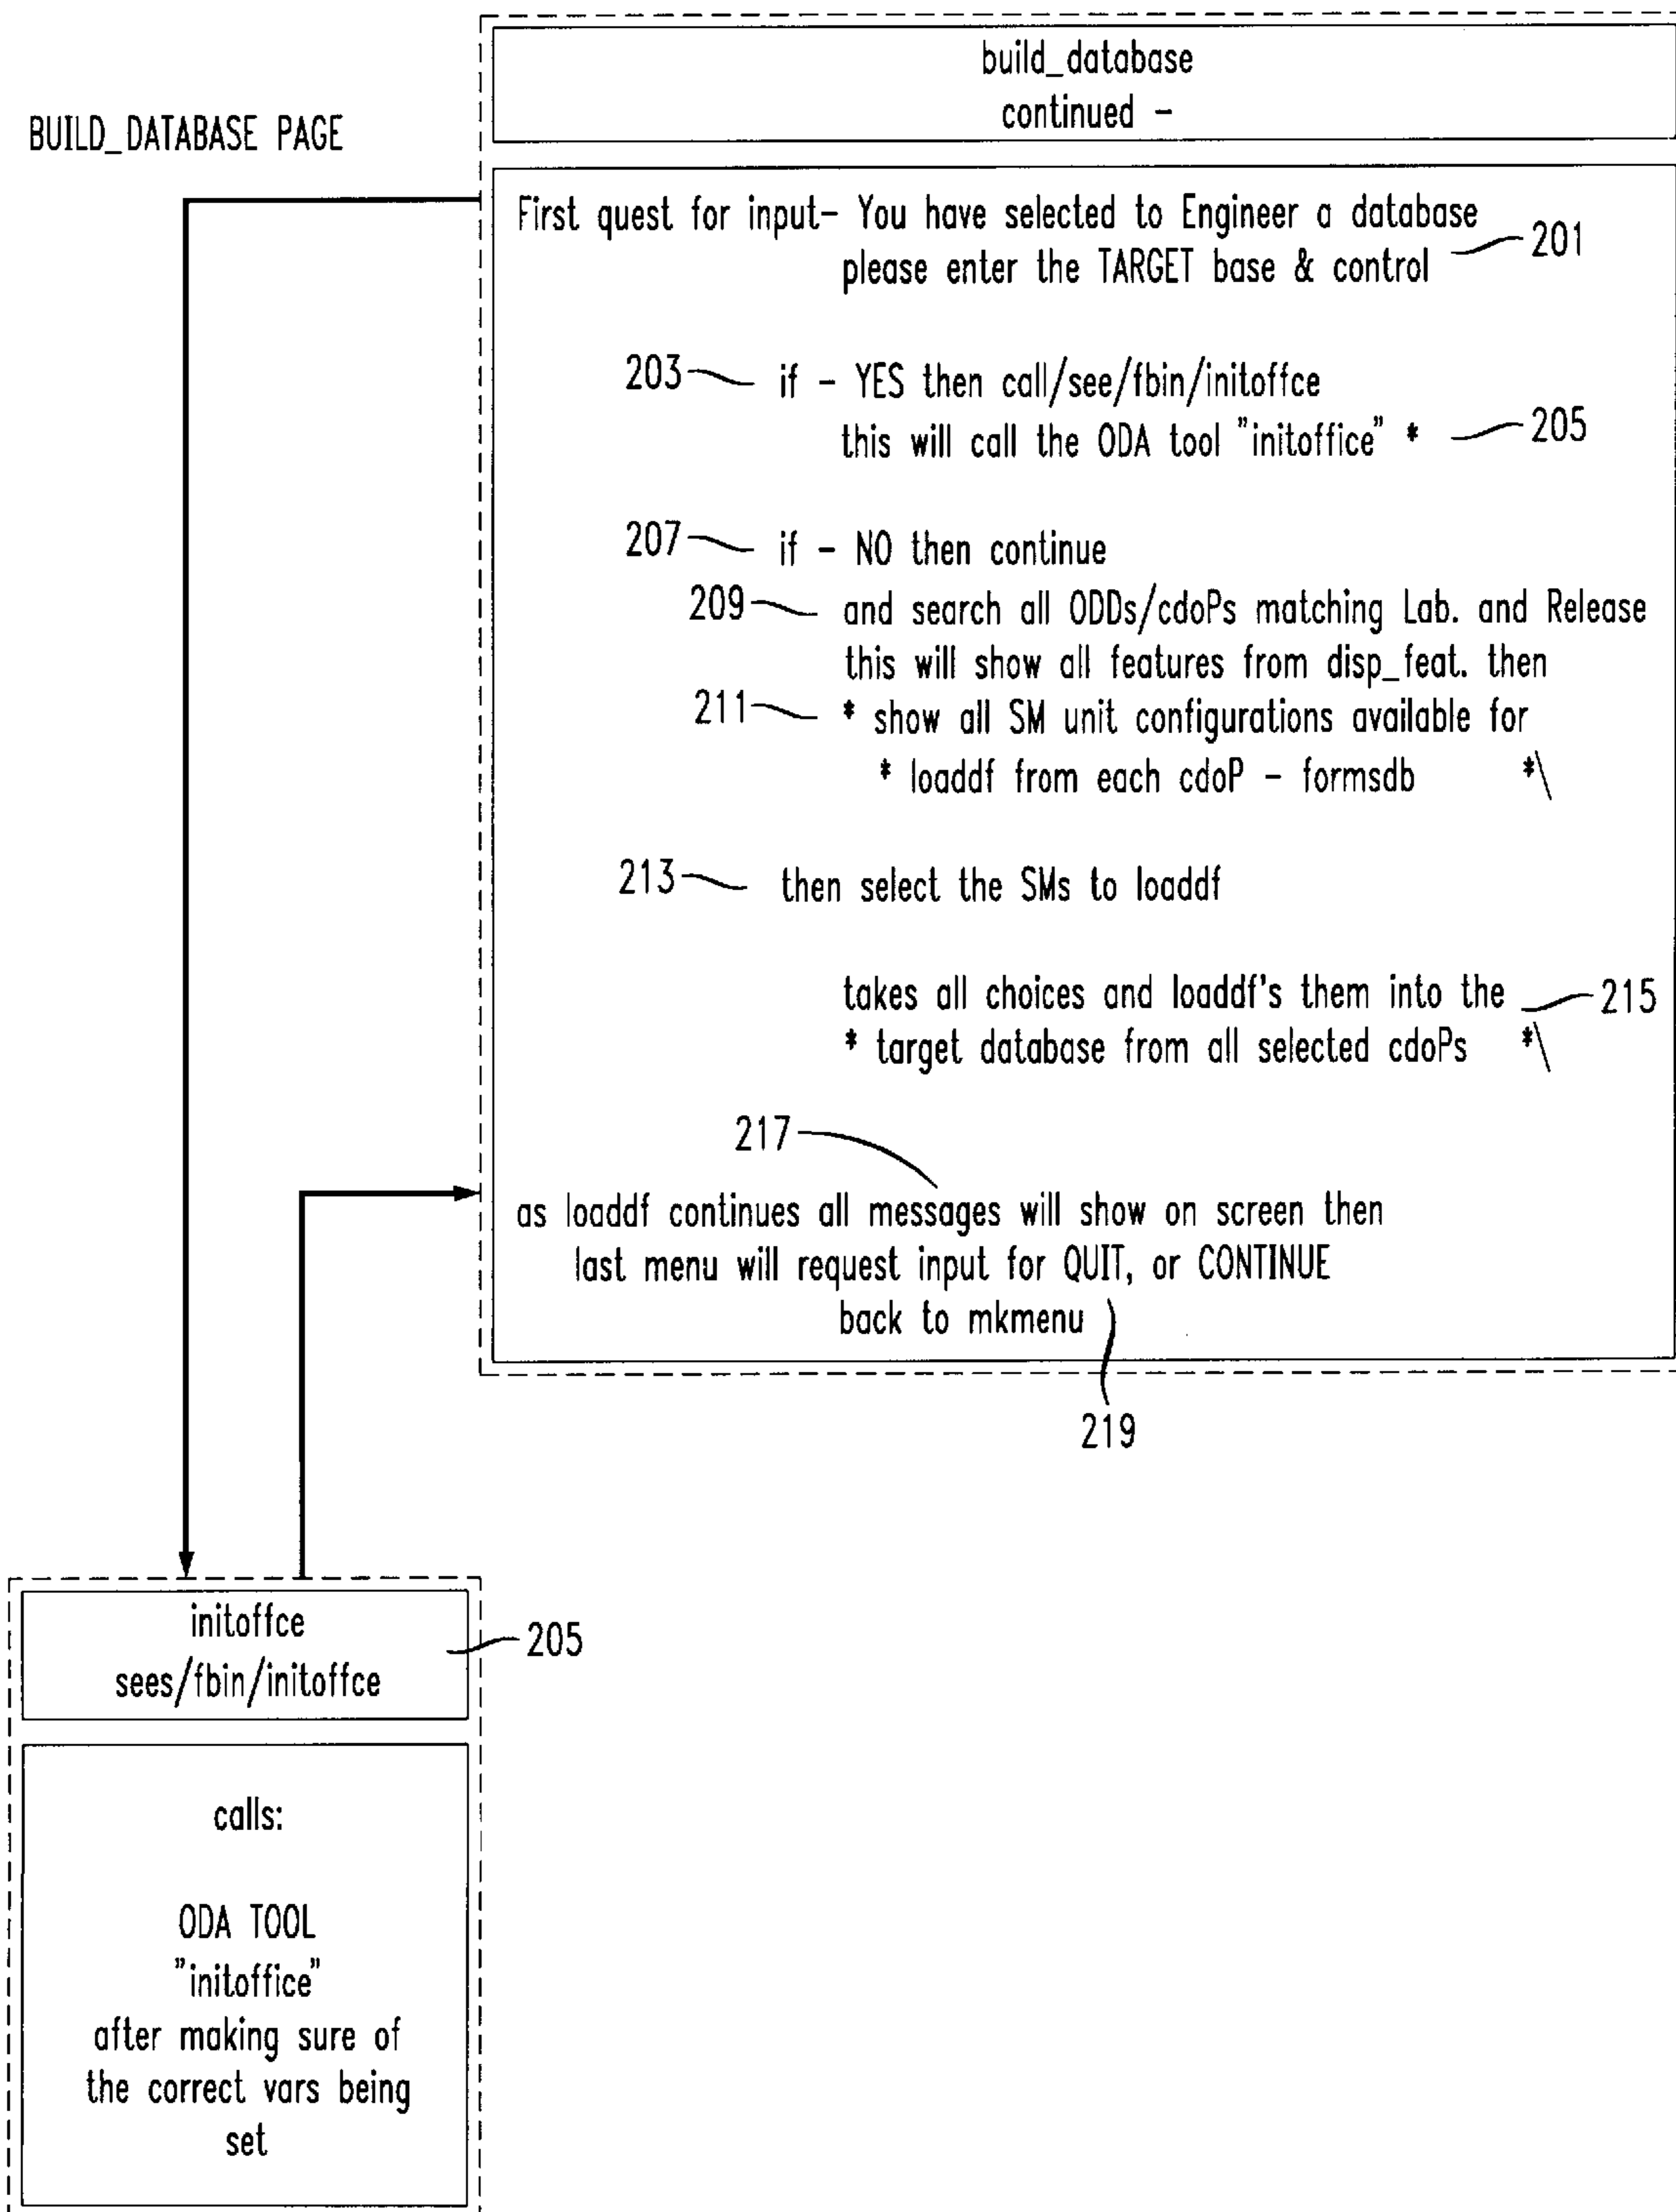 build_database
continued –
BUILD_DATABASE PAGE
First quest for input– You have selected to Engineer a database
please enter the TARGET base & control
201
203 if – YES then call/see/fbin/initoffce
this will call the ODA tool "initoffice" * 205
207 if – NO then continue
209 and search all ODDs/cdoPs matching Lab. and Release
this will show all features from disp_feat. then
211 * show all SM unit configurations available for
* loaddf from each cdoP – formsdb *\
213 then select the SMs to loaddf
takes all choices and loaddf's them into the 215
* target database from all selected cdoPs *\
217
as loaddf continues all messages will show on screen then
last menu will request input for QUIT, or CONTINUE
back to mkmenu
219
initoffce
sees/fbin/initoffce
205
calls:
ODA TOOL
"initoffice"
after making sure of
the correct vars being
set